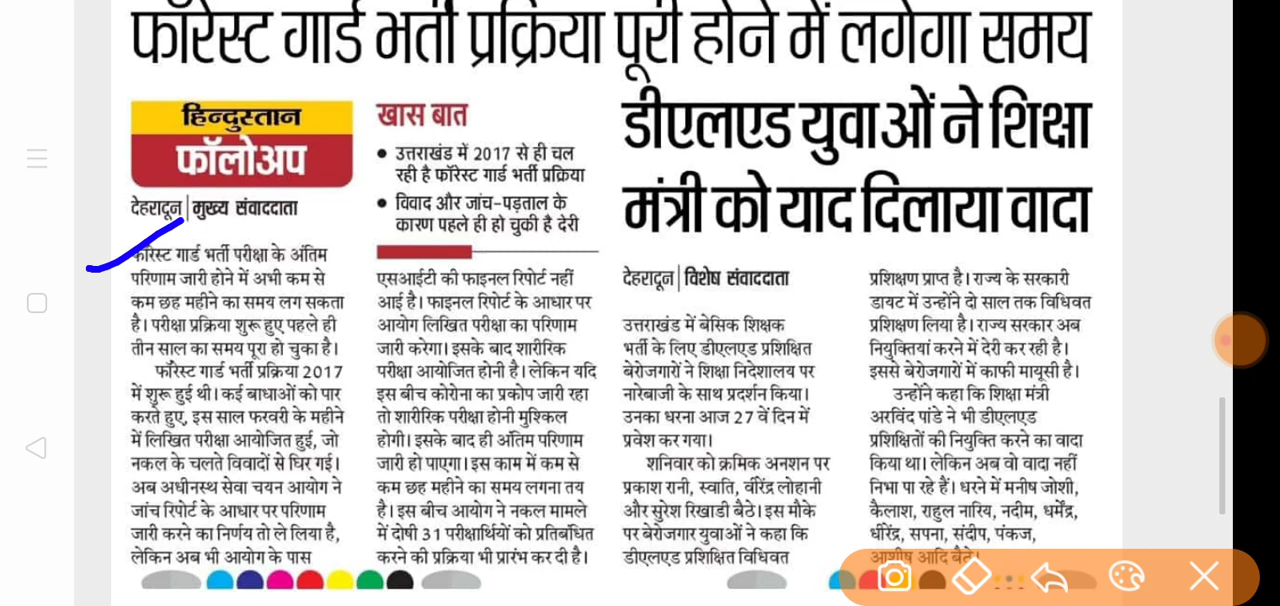 फॉरेस्ट गार्ड भर्ती प्रक्रिया पूरी होने में लगेगा समय
हिन्दुस्तान
फॉलोअप
देहरादून | मुख्य संवाददाता
फॉरेस्ट गार्ड भर्ती परीक्षा के अंतिम
परिणाम जारी होने में अभी कम से
कम छह महीने का समय लग सकता
है। परीक्षा प्रक्रिया शुरू हुए पहले ही
तीन साल का समय पूरा हो चुका है।
फॉरेस्ट गार्ड भर्ती प्रक्रिया 2017
में शुरू हुई थी। कई बाधाओं को पार
करते हुए, इस साल फरवरी के महीने
में लिखित परीक्षा आयोजित हुई, जो
नकल के चलते विवादों से घिर गई।
अब अधीनस्थ सेवा चयन आयोग ने
जांच रिपोर्ट के आधार पर परिणाम
जारी करने का निर्णय तो ले लिया है,
लेकिन अब भी आयोग के पास
खास बात
● उत्तराखंड में 2017 से ही चल
रही है फॉरेस्ट गार्ड भर्ती प्रक्रिया
● विवाद और जांच-पड़ताल के
कारण पहले ही हो चुकी है देरी
एसआईटी की फाइनल रिपोर्ट नहीं
आई है। फाइनल रिपोर्ट के आधार पर
आयोग लिखित परीक्षा का परिणाम
जारी करेगा। इसके बाद शारीरिक
परीक्षा आयोजित होनी है। लेकिन यदि
इस बीच कोरोना का प्रकोप जारी रहा
तो शारीरिक परीक्षा होनी मुश्किल
होगी। इसके बाद ही अंतिम परिणाम
जारी हो पाएगा। इस काम में कम से
कम छह महीने का समय लगना तय
है। इस बीच आयोग ने नकल मामले
में दोषी 31 परीक्षार्थियों को प्रतिबंधित
करने की प्रक्रिया भी प्रारंभ कर दी है।
डीएलएड युवाओं ने शिक्षा
मंत्री को याद दिलाया वादा
देहरादून | विशेष संवाददाता
उत्तराखंड में बेसिक शिक्षक
भर्ती के लिए डीएलएड प्रशिक्षित
बेरोजगारों ने शिक्षा निदेशालय पर
नारेबाजी के साथ प्रदर्शन किया।
उनका धरना आज 27 वें दिन में
प्रवेश कर गया।
शनिवार को क्रमिक अनशन पर
प्रकाश रानी, स्वाति, वीरेंद्र लोहानी
और सुरेश रिखाडी बैठे। इस मौके
पर बेरोजगार युवाओं ने कहा कि
डीएलएड प्रशिक्षित विधिवत
प्रशिक्षण प्राप्त है। राज्य के सरकारी
डायट में उन्होंने दो साल तक विधिवत
प्रशिक्षण लिया है। राज्य सरकार अब
नियुक्तियां करने में देरी कर रही है।
इससे बेरोजगारों में काफी मायूसी है।
उन्होंने कहा कि शिक्षा मंत्री
अरविंद पांडे ने भी डीएलएड
प्रशिक्षितों की नियुक्ति करने का वादा
किया था। लेकिन अब वो वादा नहीं
निभा पा रहे हैं। धरने में मनीष जोशी,
कैलाश, राहुल नारिय, नदीम, धर्मेंद्र,
धीरेंद्र, सपना, संदीप, पंकज,
आशीष आदि बैठे।